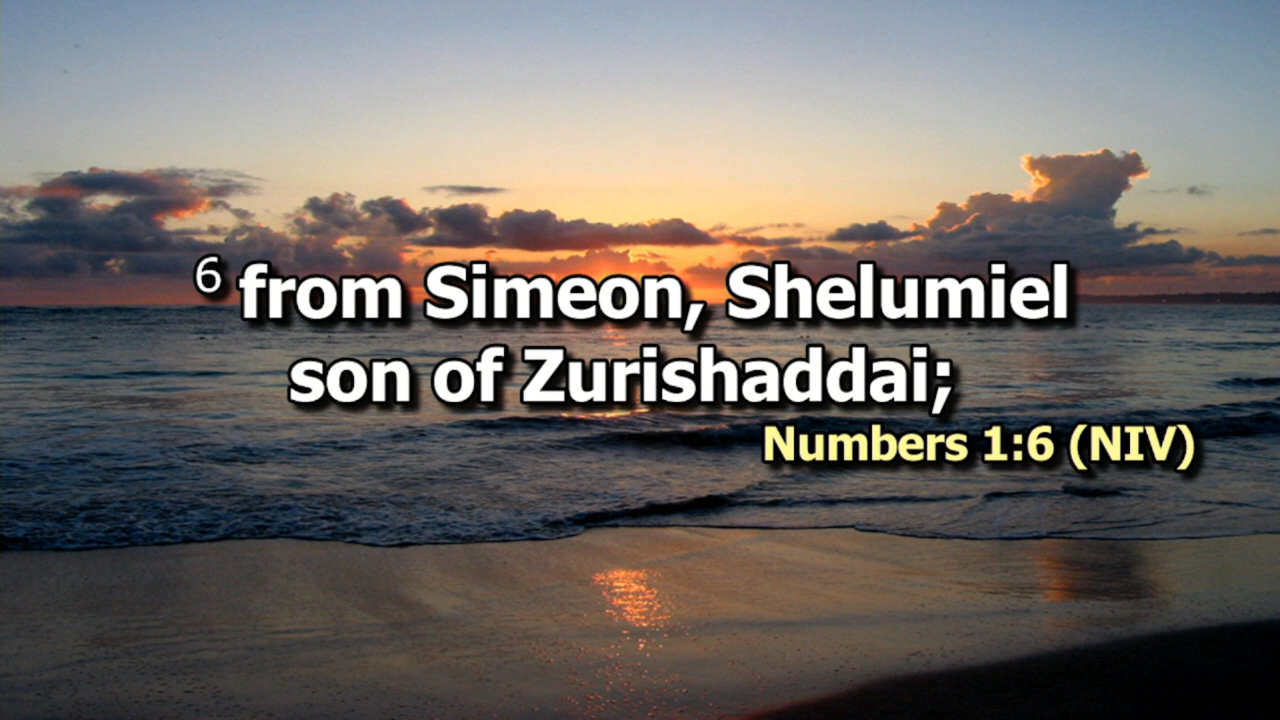 6 from Simeon, Shelumiel
son of Zurishaddai;
Numbers 1:6 (NIV)